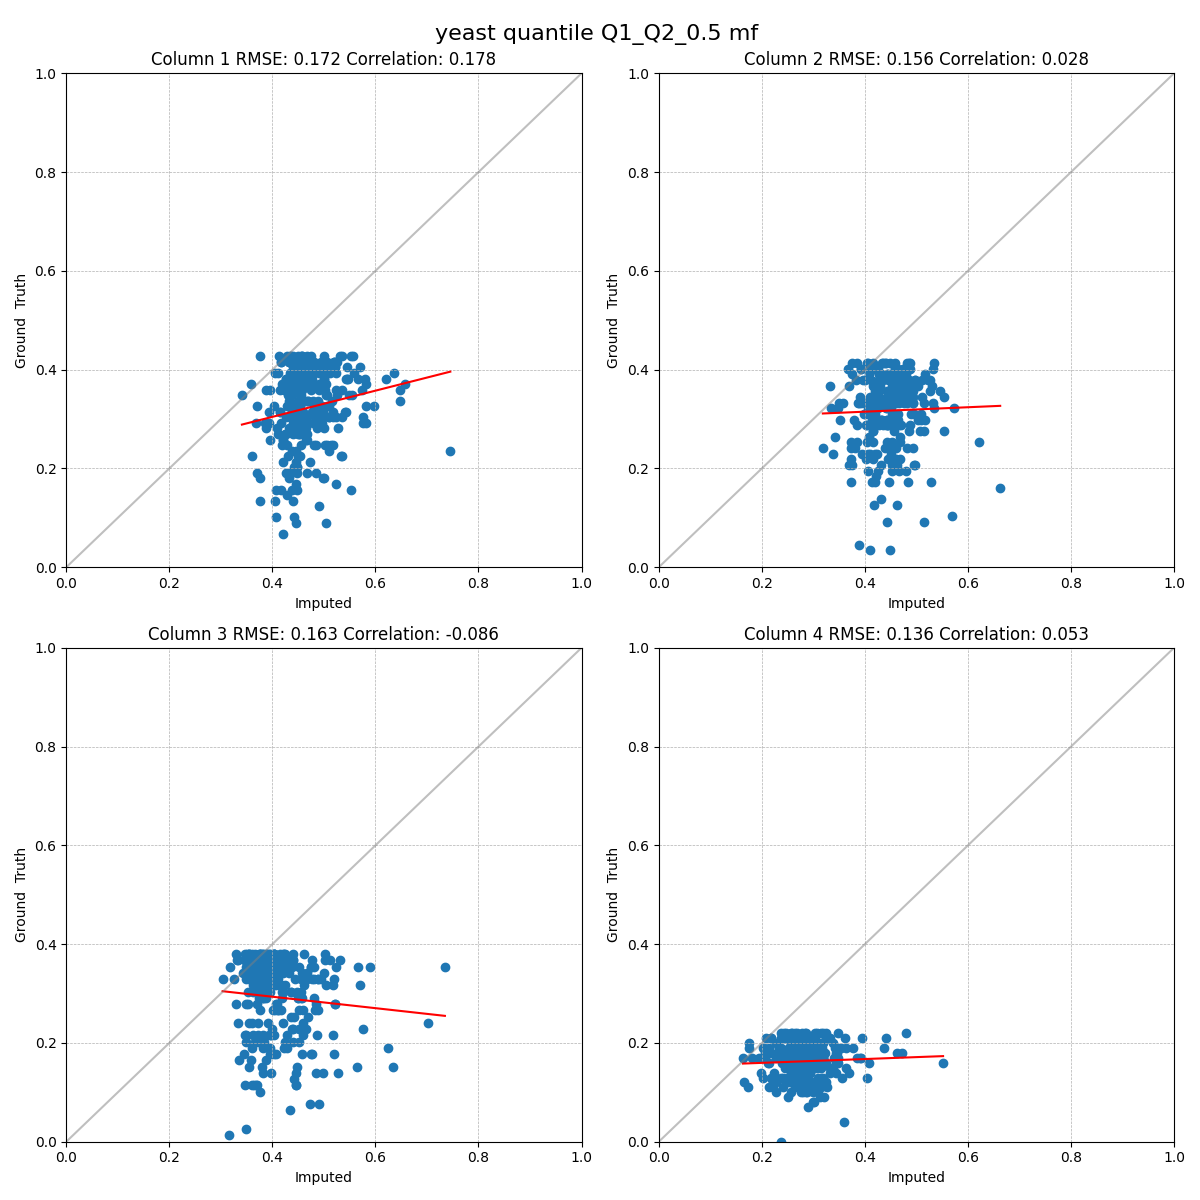 yeast quantile Q1_Q2_0.5 mf
Column 1 RMSE: 0.172 Correlation: 0.178
1.0
0.8
0.6
0.4
0.2
0.0
Ground Truth
0.0 0.2 0.4 0.6 0.8 1.0
Imputed
Column 2 RMSE: 0.156 Correlation: 0.028
1.0
0.8
0.6
0.4
0.2
0.0
Ground Truth
0.0 0.2 0.4 0.6 0.8 1.0
Imputed
Column 3 RMSE: 0.163 Correlation: -0.086
1.0
0.8
0.6
0.4
0.2
0.0
Ground Truth
0.0 0.2 0.4 0.6 0.8 1.0
Imputed
Column 4 RMSE: 0.136 Correlation: 0.053
1.0
0.8
0.6
0.4
0.2
0.0
Ground Truth
0.0 0.2 0.4 0.6 0.8 1.0
Imputed